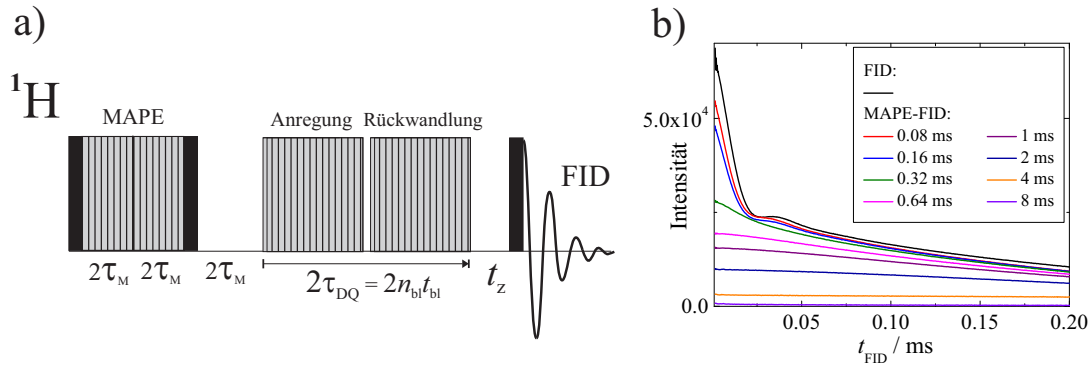 a)
¹H
MAPE
Anregung
Rückwandlung
FID
2τM
2τM
2τM
2τDQ = 2nbltbl
tz
b)
Intensität
5.0x10⁴
0.0
FID:
MAPE-FID:
0.08 ms
1 ms
0.16 ms
2 ms
0.32 ms
4 ms
0.64 ms
8 ms
0.05
0.10
0.15
0.20
tFID / ms